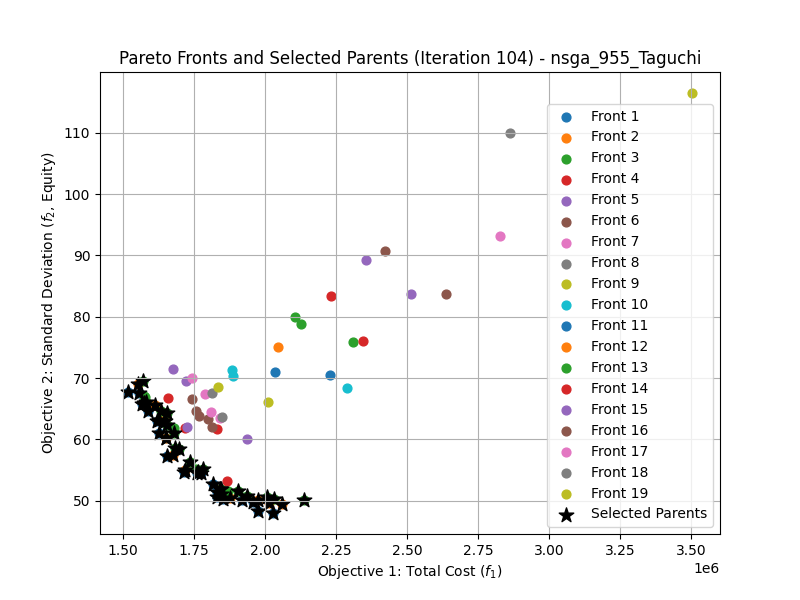 Pareto Fronts and Selected Parents (Iteration 104) - nsga_955_Taguchi
Objective 2: Standard Deviation (f₂, Equity)
110
100
90
80
70
60
50
Front 1
Front 2
Front 3
Front 4
Front 5
Front 6
Front 7
Front 8
Front 9
Front 10
Front 11
Front 12
Front 13
Front 14
Front 15
Front 16
Front 17
Front 18
Front 19
Selected Parents
1.50 1.75 2.00 2.25 2.50 2.75 3.00 3.25 3.50
1e6
Objective 1: Total Cost (f₁)